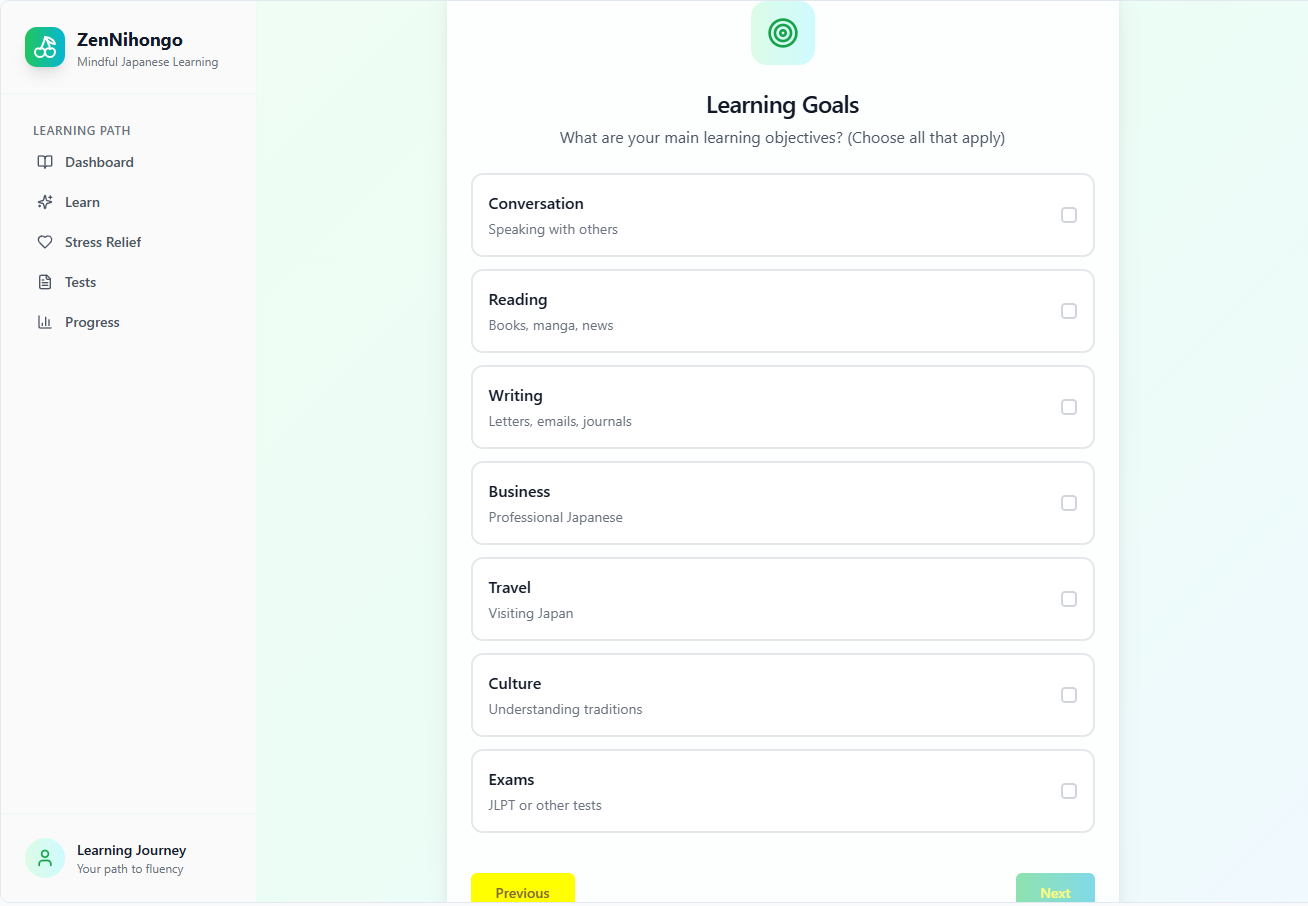 ZenNihongo
Mindful Japanese Learning
LEARNING PATH
Dashboard
Learn
Stress Relief
Tests
Progress
Learning Journey
Your path to fluency
Learning Goals
What are your main learning objectives? (Choose all that apply)
Conversation
Speaking with others
Reading
Books, manga, news
Writing
Letters, emails, journals
Business
Professional Japanese
Travel
Visiting Japan
Culture
Understanding traditions
Exams
JLPT or other tests
Previous
Next